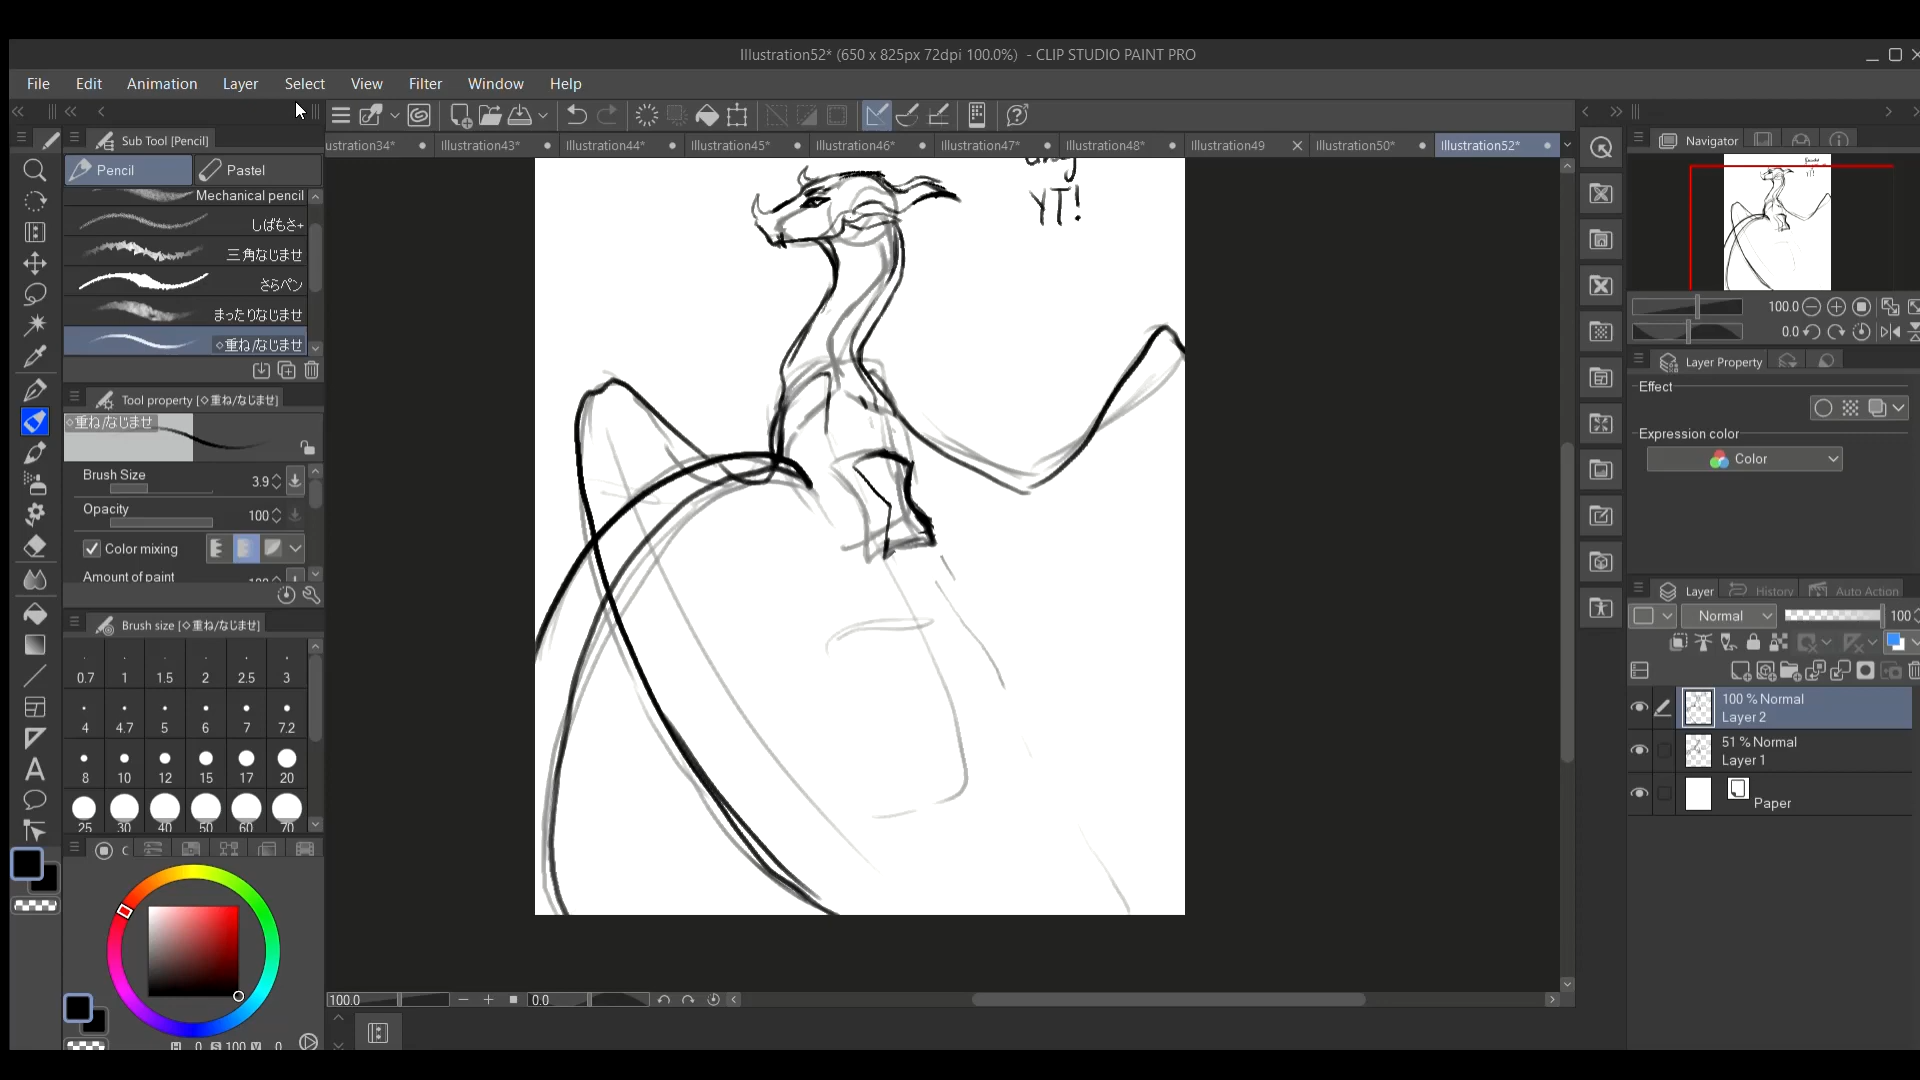 Illustration52* (650 x 825px 72dpi 100.0%) - CLIP STUDIO PAINT PRO
File Edit Animation Layer Select View Filter Window Help
Sub Tool [Pencil]
Pencil Pastel
Mechanical pencil
しぱもさ+
三角なじませ
さらペン
まったりなじませ
◇重ね/なじませ
Tool property [◇重ね/なじませ]
◇重ね/なじませ
Brush Size 3.9
Opacity 100
Color mixing
Amount of paint 100
Brush size [◇重ね/なじませ]
0.7 1 1.5 2 2.5 3
4 4.7 5 6 7 7.2
8 10 12 15 17 20
25 30 40 50 60 70
C
H 0 S 100 V 0
ustration34* Illustration43* Illustration44* Illustration45* Illustration46* Illustration47* Illustration48* Illustration49 Illustration50* Illustration52*
YT!
100.0 0.0
Navigator
100.0
0.0
Layer Property
Effect
Expression color
Color
Layer History Auto Action
Normal 100
100 % Normal
Layer 2
51 % Normal
Layer 1
Paper